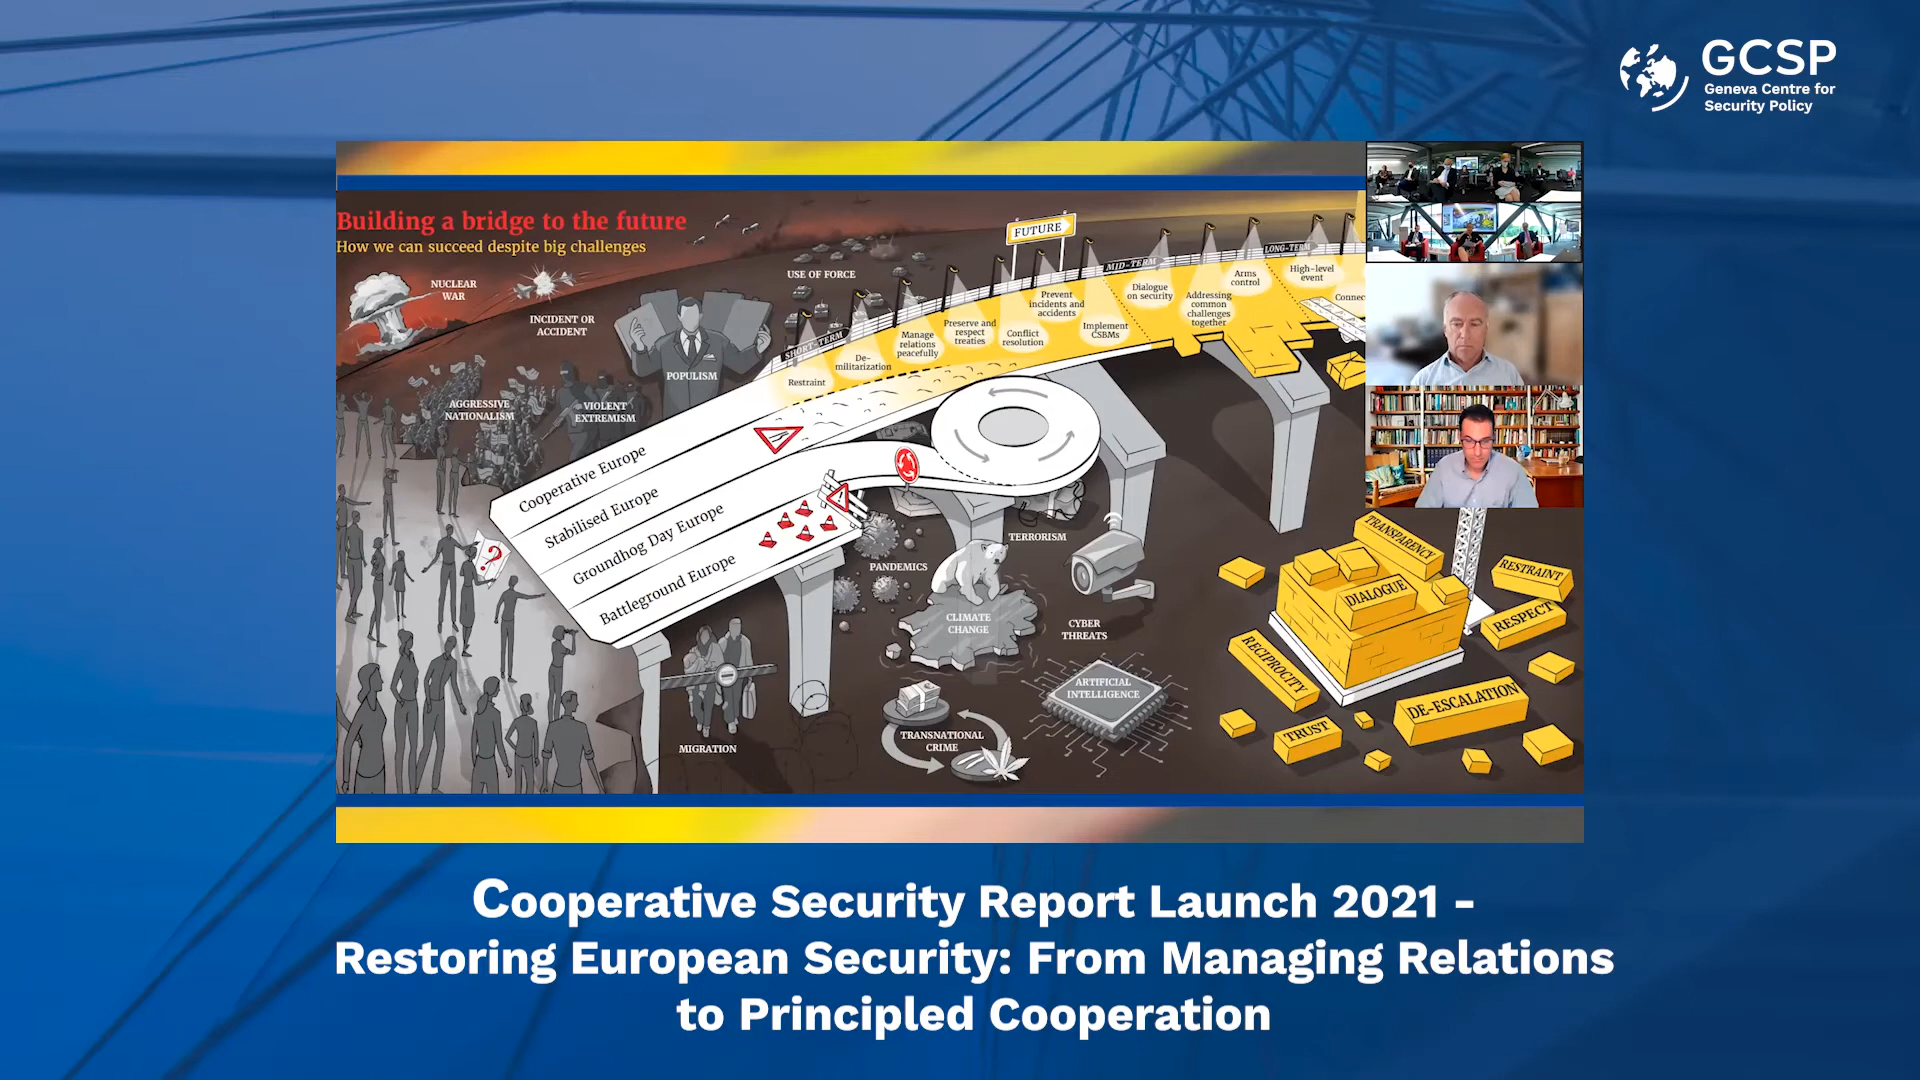 GCSP
Geneva Centre for
Security Policy
Building a bridge to the future
How we can succeed despite big challenges
NUCLEAR
WAR
INCIDENT OR
ACCIDENT
USE OF FORCE
POPULISM
AGGRESSIVE
NATIONALISM
VIOLENT
EXTREMISM
FUTURE
SHORT-TERM
MID-TERM
LONG-TERM
Restraint
De-
militarization
Manage
relations
peacefully
Preserve and
respect
treaties
Conflict
resolution
Prevent
incidents and
accidents
Implement
CSBMs
Dialogue
on security
Addressing
common
challenges
together
Arms
control
High-level
event
Connec
Cooperative Europe
Stabilised Europe
Groundhog Day Europe
Battleground Europe
?
TERRORISM
PANDEMICS
CLIMATE
CHANGE
CYBER
THREATS
ARTIFICIAL
INTELLIGENCE
TRANSNATIONAL
CRIME
MIGRATION
TRANSPARENCY
DIALOGUE
RESTRAINT
RESPECT
RECIPROCITY
DE-ESCALATION
TRUST
Cooperative Security Report Launch 2021 -
Restoring European Security: From Managing Relations
to Principled Cooperation